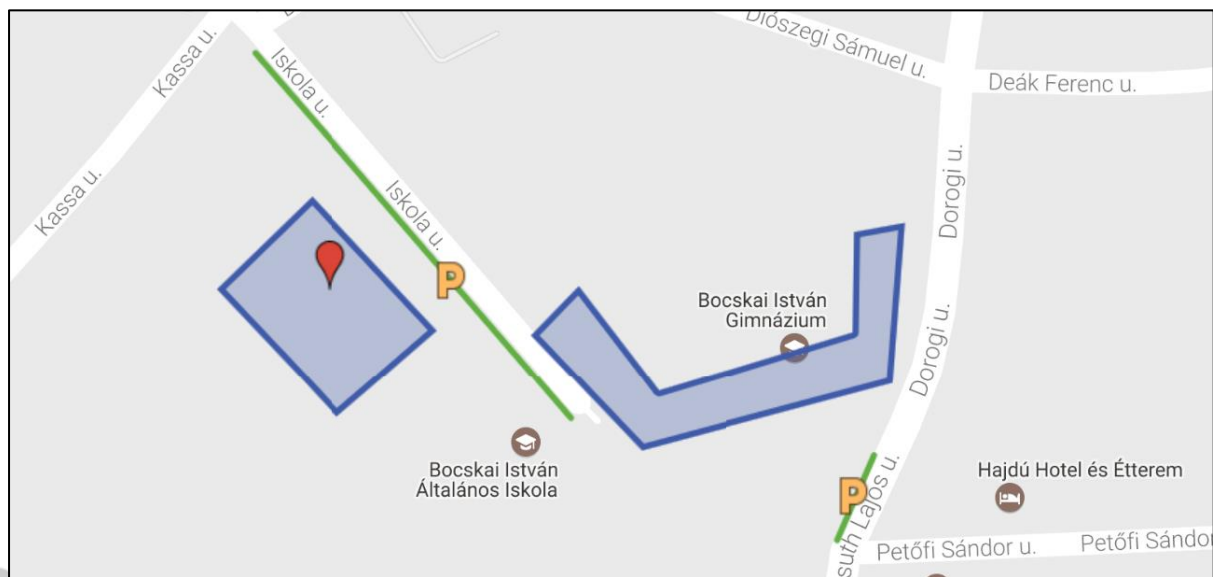 Kassa u.
Kassa u.
Iskola u.
Iskola u.
Diószegi Sámuel u.
Deák Ferenc u.
Dorogi u.
Dorogi u.
P
Bocskai István
Gimnázium
Bocskai István
Általános Iskola
Hajdú Hotel és Étterem
P
suth Lajos u.
Petőfi Sándor u.
Petőfi Sándor